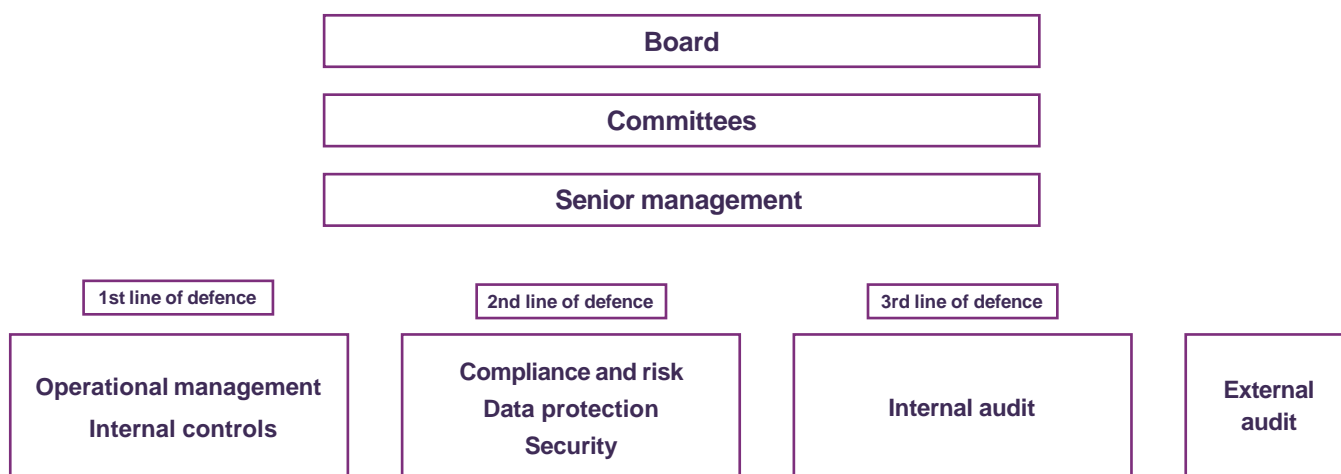 Board
Committees
Senior management
1st line of defence
2nd line of defence
3rd line of defence
Operational management
Internal controls
Compliance and risk
Data protection
Security
Internal audit
External
audit